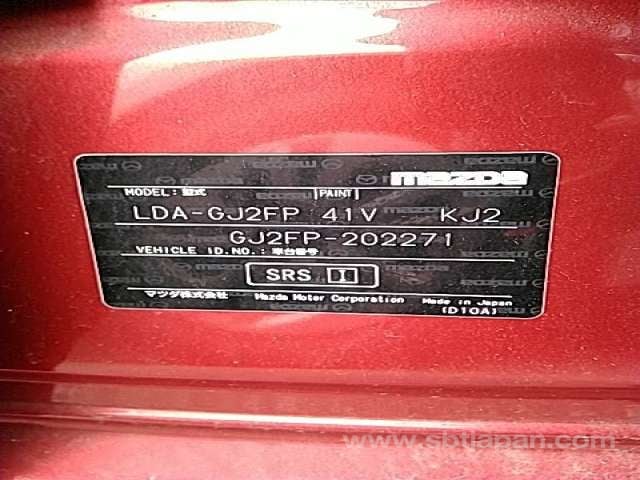 mazda
MODEL: 型式 PAINT
LDA-GJ2FP 41V KJ2
GJ2FP-202271
VEHICLE ID.NO.: 車台番号
SRS I
マツダ株式会社 Mazda Motor Corporation Made in Japan
(D10A)
www.sbtjapan.com